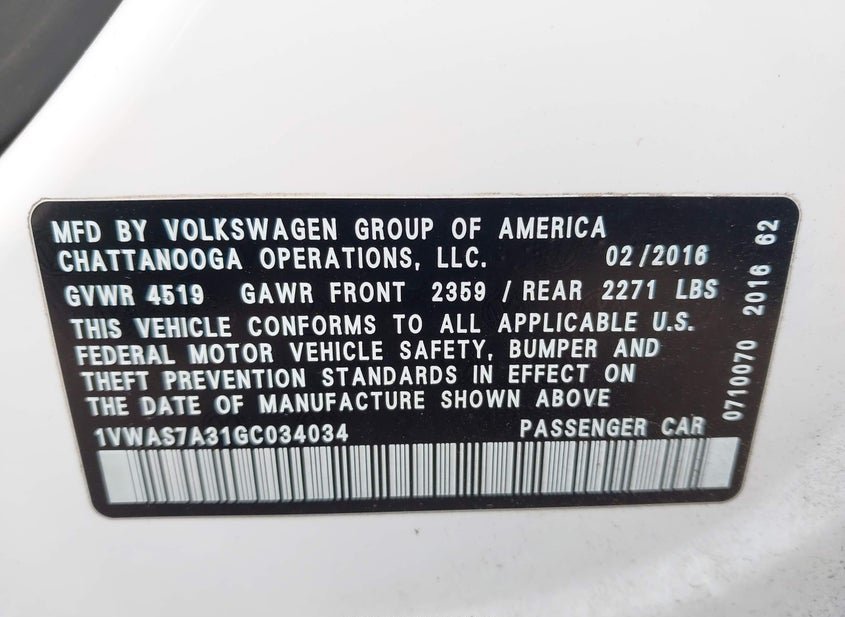 MFD BY VOLKSWAGEN GROUP OF AMERICA
CHATTANOOGA OPERATIONS, LLC. 02/2016
GVWR 4519 GAWR FRONT 2359 / REAR 2271 LBS
THIS VEHICLE CONFORMS TO ALL APPLICABLE U.S.
FEDERAL MOTOR VEHICLE SAFETY, BUMPER AND
THEFT PREVENTION STANDARDS IN EFFECT ON
THE DATE OF MANUFACTURE SHOWN ABOVE
1VWAS7A31GC034034 PASSENGER CAR
0710070 2016 62